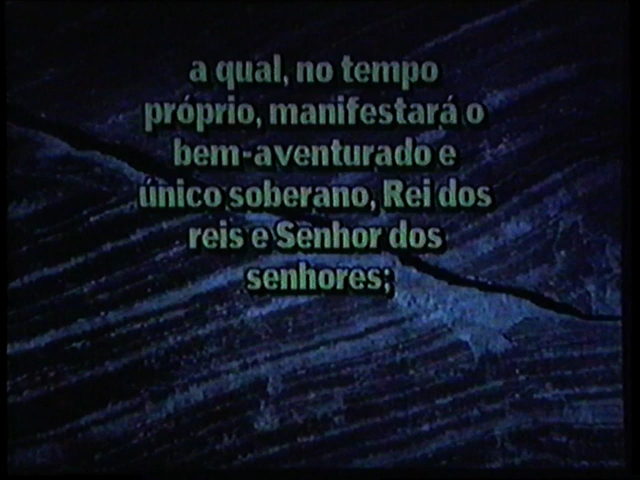 a qual, no tempo
próprio, manifestará o
bem-aventurado e
único soberano, Rei dos
reis e Senhor dos
senhores;